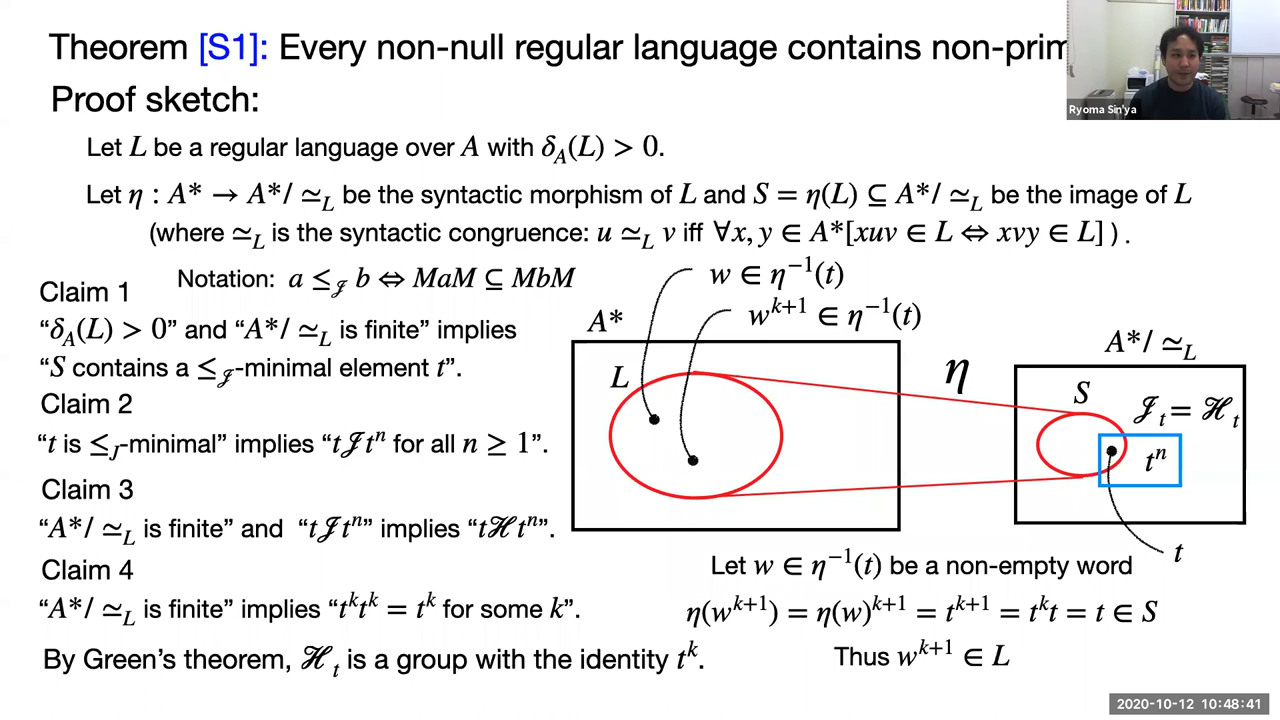 Theorem [S1]: Every non-null regular language contains non-prim
Ryoma Sin'ya
Proof sketch:
Let L be a regular language over A with δ_A(L) > 0.
Let η : A* → A*/ ≃_L be the syntactic morphism of L and S = η(L) ⊆ A*/ ≃_L be the image of L
(where ≃_L is the syntactic congruence: u ≃_L v iff ∀x, y ∈ A*[xuv ∈ L ⇔ xvy ∈ L] ) .
Notation: a ≤_𝒥 b ⇔ MaM ⊆ MbM
Claim 1
“δ_A(L) > 0” and “A*/ ≃_L is finite” implies
“S contains a ≤_𝒥-minimal element t”.
Claim 2
“t is ≤_J-minimal” implies “t𝒥t^n for all n ≥ 1”.
Claim 3
“A*/ ≃_L is finite” and “t𝒥t^n” implies “tℋt^n”.
Claim 4
“A*/ ≃_L is finite” implies “t^k t^k = t^k for some k”.
By Green’s theorem, ℋ_t is a group with the identity t^k.
w ∈ η^{-1}(t)
w^{k+1} ∈ η^{-1}(t)
A*
L
η
A*/ ≃_L
S
𝒥_t = ℋ_t
t^n
t
Let w ∈ η^{-1}(t) be a non-empty word
η(w^{k+1}) = η(w)^{k+1} = t^{k+1} = t^k t = t ∈ S
Thus w^{k+1} ∈ L
2020-10-12 10:48:41